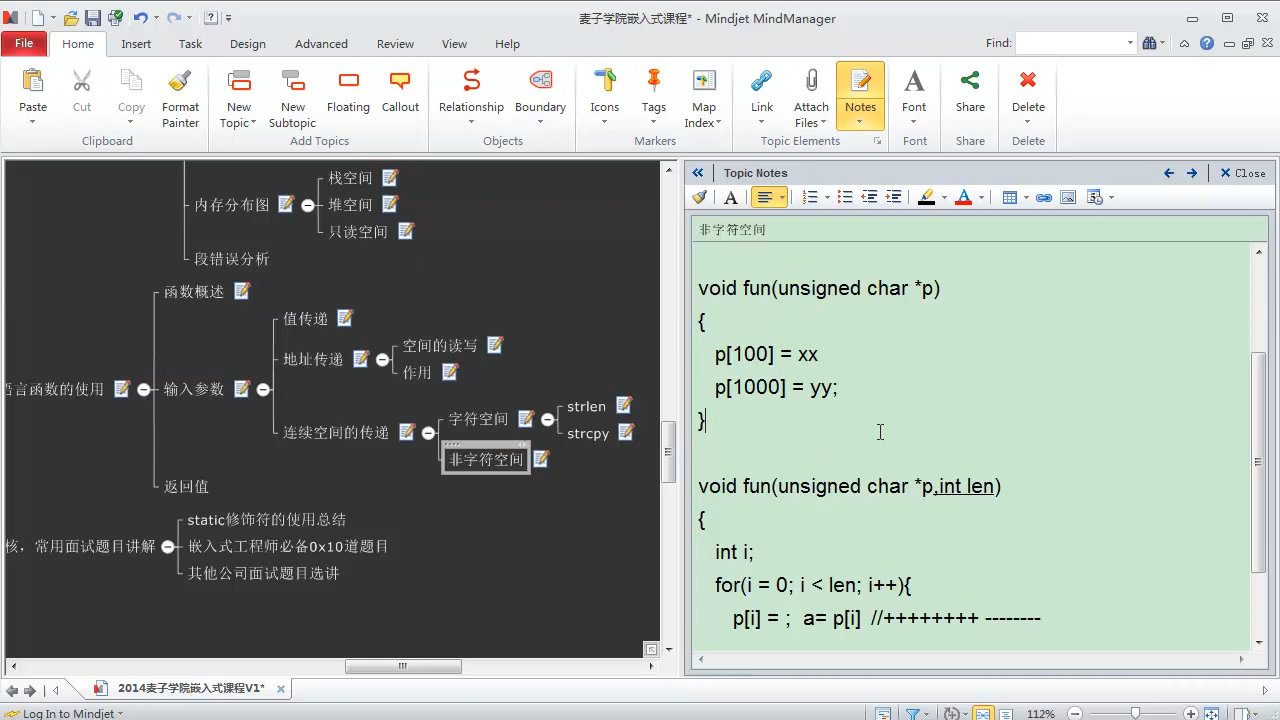 麦子学院嵌入式课程* - Mindjet MindManager
File Home Insert Task Design Advanced Review View Help Find:
Paste Cut Copy Format Painter New Topic New Subtopic Floating Callout Relationship Boundary Icons Tags Map Index Link Attach Files Notes Font Share Delete
Clipboard Add Topics Objects Markers Topic Elements Font Share Delete
栈空间
内存分布图
堆空间
只读空间
段错误分析
函数概述
值传递
空间的读写
地址传递
作用
语言函数的使用
输入参数
strlen
字符空间
strcpy
连续空间的传递
非字符空间
返回值
static修饰符的使用总结
核，常用面试题目讲解
嵌入式工程师必备0x10道题目
其他公司面试题目选讲
Topic Notes Close
非字符空间
void fun(unsigned char *p)
{
p[100] = xx
p[1000] = yy;
}
void fun(unsigned char *p,int len)
{
int i;
for(i = 0; i < len; i++){
p[i] = ; a= p[i] //++++++++ --------
2014麦子学院嵌入式课程V1*
Log In to Mindjet 112%